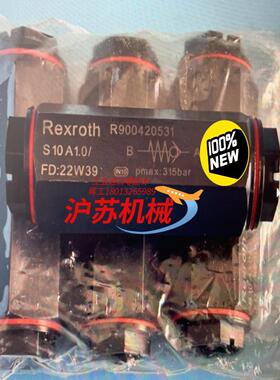 Rexroth R900420531
S10 A1.0/ B
FD:22W39 pmax:315bar
100%
NEW
沪苏机械